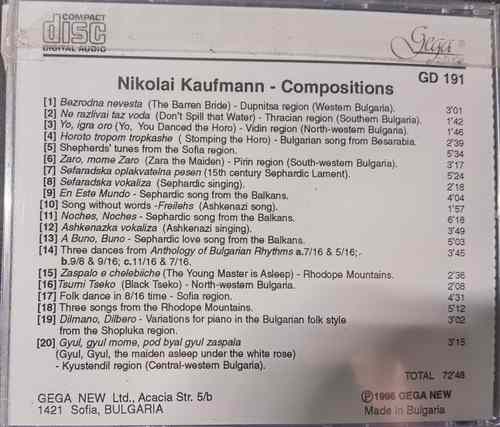 COMPACT
disc
DIGITAL AUDIO
Gega
GD 191
Nikolai Kaufmann - Compositions
[1] Bezrodna nevesta (The Barren Bride) - Dupnitsa region (Western Bulgaria). 3'01
[2] Ne razlivai taz voda (Don't Spill that Water) - Thracian region (Southern Bulgaria). 1'42
[3] Yo, igra oro (Yo, You Danced the Horo) - Vidin region (North-western Bulgaria). 1'46
[4] Horoto tropom tropkashe ( Stomping the Horo) - Bulgarian song from Besarabia. 2'39
[5] Shepherds' tunes from the Sofia region. 5'34
[6] Zaro, mome Zaro (Zara the Maiden) - Pirin region (South-western Bulgaria). 3'17
[7] Sefaradska oplakvatelna pesen (15th century Sephardic Lament). 5'24
[8] Sefaradska vokaliza (Sephardic singing). 2'18
[9] En Este Mundo - Sephardic song from the Balkans. 4'04
[10] Song without words -Freilehs (Ashkenazi song). 1'57
[11] Noches, Noches - Sephardic song from the Balkans. 6'18
[12] Ashkenazka vokaliza (Ashkenazi singing). 3'49
[13] A Buno, Buno - Sephardic love song from the Balkans. 5'03
[14] Three dances from Anthology of Bulgarian Rhythms a.7/16 & 5/16; 3'45
b.9/8 & 9/16; c.11/16 & 7/16.
[15] Zaspalo e chelebiiche (The Young Master is Asleep) - Rhodope Mountains. 2'36
[16] Tsurni Tseko (Black Tseko) - North-western Bulgaria. 2'08
[17] Folk dance in 8/16 time - Sofia region. 4'31
[18] Three songs from the Rhodope Mountains. 5'12
[19] Dilmano, Dilbero - Variations for piano in the Bulgarian folk style 3'02
from the Shopluka region.
[20] Gyul, gyul mome, pod byal gyul zaspala 3'15
(Gyul, Gyul, the maiden asleep under the white rose)
- Kyustendil region (Central-western Bulgaria).
TOTAL 72'48
GEGA NEW Ltd., Acacia Str. 5/b
1421 Sofia, BULGARIA
Ⓟ1996 GEGA NEW
Made in Bulgaria